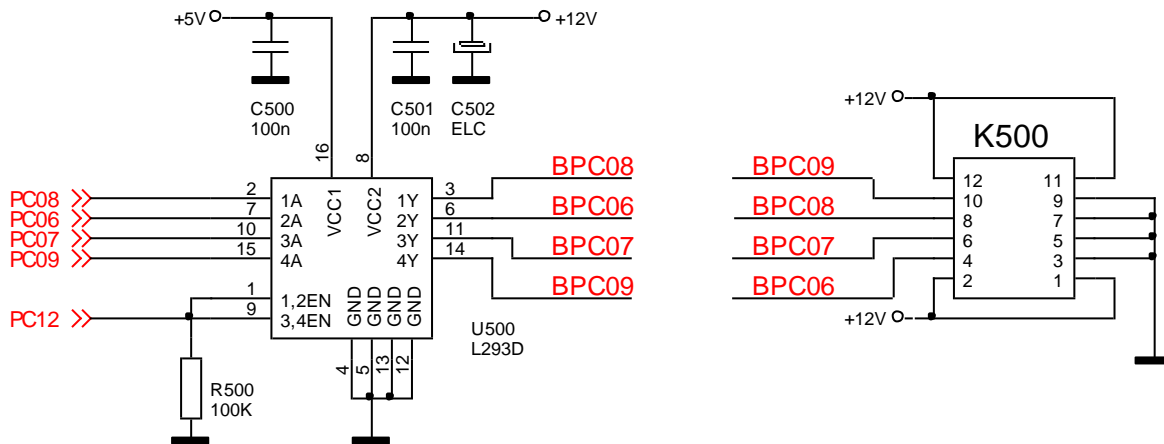 +5V
+12V
C500
100n
C501
100n
C502
ELC
16
8
VCC1
VCC2
PC08
2
1A
1Y
3
BPC08
PC06
7
2A
2Y
6
BPC06
PC07
10
3A
3Y
11
BPC07
PC09
15
4A
4Y
14
BPC09
1
1,2EN
PC12
9
3,4EN
GND
GND
GND
GND
4
5
13
12
U500
L293D
R500
100K
+12V
K500
BPC09
BPC08
BPC07
BPC06
12
11
10
9
8
7
6
5
4
3
2
1
+12V